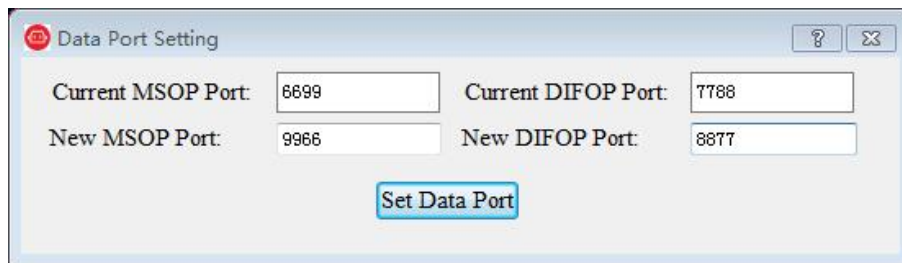 Data Port Setting
Current MSOP Port: 6699 Current DIFOP Port: 7788
New MSOP Port: 9966 New DIFOP Port: 8877
Set Data Port